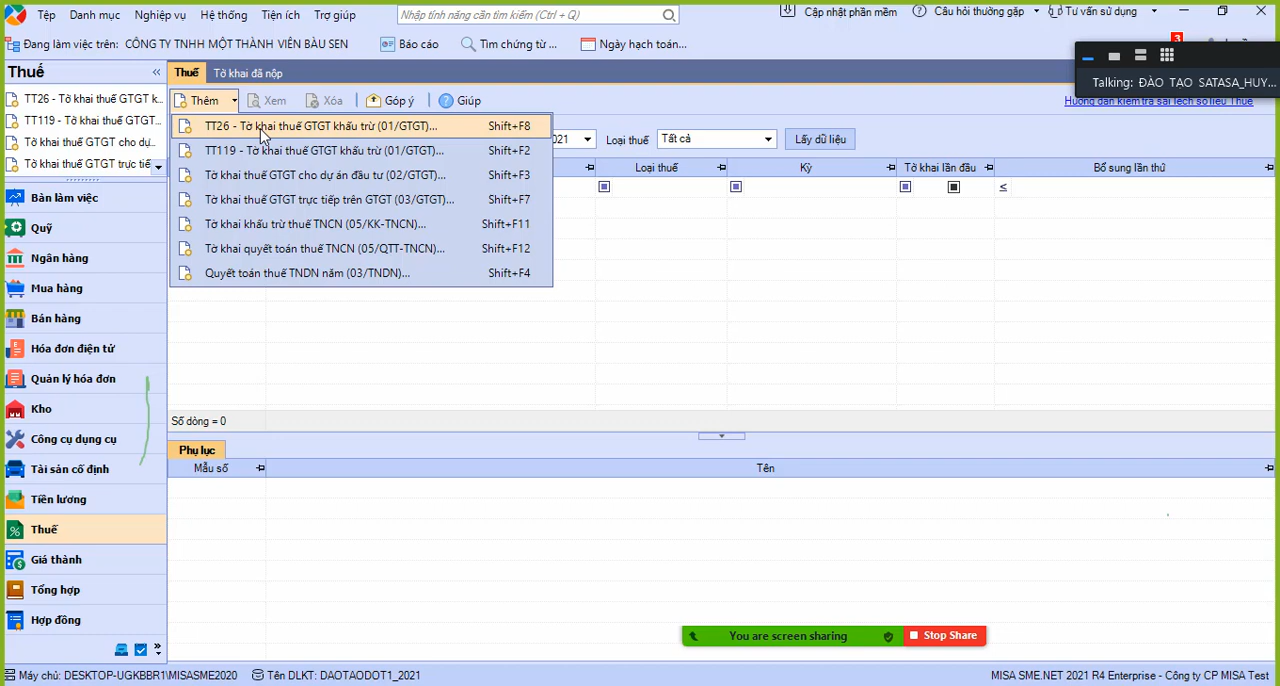 Tệp Danh mục Nghiệp vụ Hệ thống Tiện ích Trợ giúp Nhập tính năng cần tìm kiếm (Ctrl + Q) Cập nhật phần mềm Câu hỏi thường gặp Tư vấn sử dụng
Đang làm việc trên: CÔNG TY TNHH MỘT THÀNH VIÊN BÀU SEN Báo cáo Tìm chứng từ ... Ngày hạch toán...
3
Thuế
Thuế Tờ khai đã nộp
Talking: ĐÀO TẠO SATASA_HUY...
TT26 - Tờ khai thuế GTGT k...
TT119 - Tờ khai thuế GTGT...
Tờ khai thuế GTGT cho dự...
Tờ khai thuế GTGT trực tiế
Thêm Xem Xóa Góp ý Giúp
Hướng dẫn kiểm tra sai lệch số liệu Thuế
TT26 - Tờ khai thuế GTGT khấu trừ (01/GTGT)... Shift+F8
TT119 - Tờ khai thuế GTGT khấu trừ (01/GTGT)... Shift+F2
Tờ khai thuế GTGT cho dự án đầu tư (02/GTGT)... Shift+F3
Tờ khai thuế GTGT trực tiếp trên GTGT (03/GTGT)... Shift+F7
Tờ khai khấu trừ thuế TNCN (05/KK-TNCN)... Shift+F11
Tờ khai quyết toán thuế TNCN (05/QTT-TNCN)... Shift+F12
Quyết toán thuế TNDN năm (03/TNDN)... Shift+F4
2021 Loại thuế Tất cả Lấy dữ liệu
Loại thuế Kỳ Tờ khai lần đầu Bổ sung lần thứ
≤
Bàn làm việc
Quỹ
Ngân hàng
Mua hàng
Bán hàng
Hóa đơn điện tử
Quản lý hóa đơn
Kho
Công cụ dụng cụ
Tài sản cố định
Tiền lương
Thuế
Giá thành
Tổng hợp
Hợp đồng
Số dòng = 0
Phụ lục
Mẫu số Tên
You are screen sharing Stop Share
Máy chủ: DESKTOP-UGKBBR1\MISASME2020 Tên DLKT: DAOTAODOT1_2021 MISA SME.NET 2021 R4 Enterprise - Công ty CP MISA Test